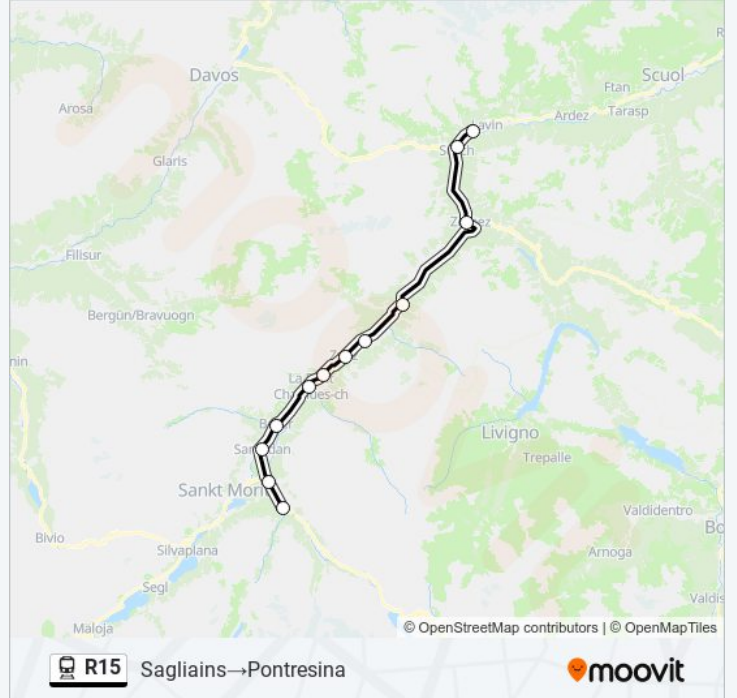 Davos
Scuol
Ftan
Arosa
Ardez
Tarasp
Glaris
Filisur
Bergün/Bravuogn
Livigno
Trepalle
Sankt Mori
Valdidentro
Bivio
Silvaplana
Arnoga
Segl
Valdis
Maloja
© OpenStreetMap contributors | © OpenMapTiles
R15 Sagliains→Pontresina
moovit